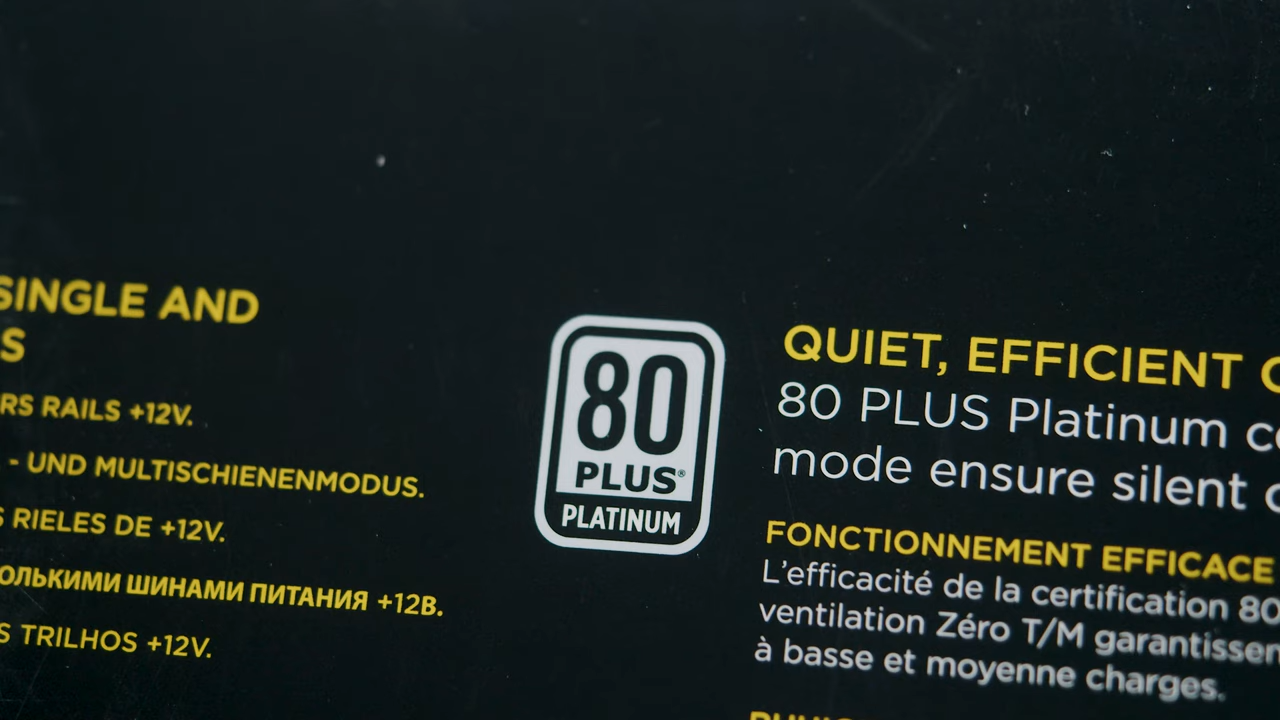 SINGLE AND
S
RS RAILS +12V.
- UND MULTISCHIENENMODUS.
S RIELES DE +12V.
ОЛЬКИМИ ШИНАМИ ПИТАНИЯ +12В.
S TRILHOS +12V.
80
PLUS®
PLATINUM
QUIET, EFFICIENT
80 PLUS Platinum
mode ensure silent
FONCTIONNEMENT EFFICACE
L'efficacité de la certification 80
ventilation Zéro T/M garantissen
à basse et moyenne charges.